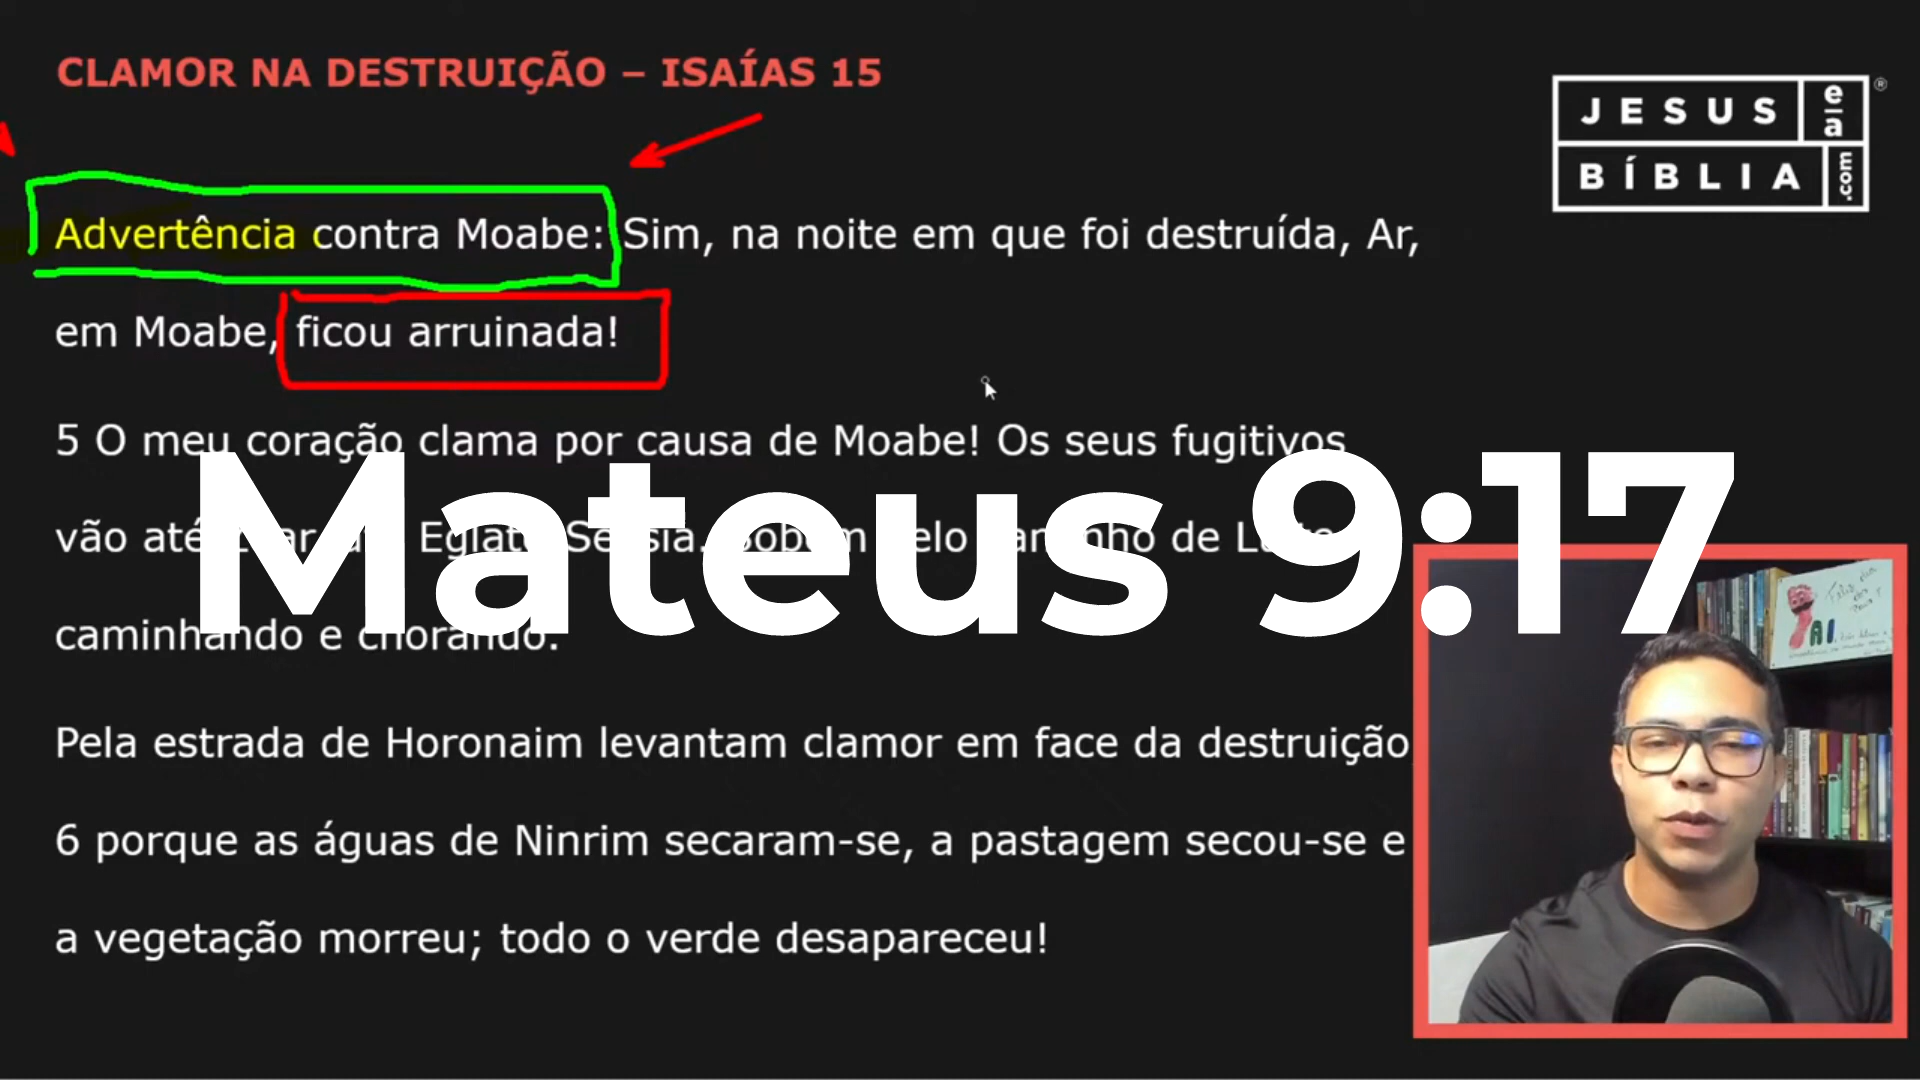 CLAMOR NA DESTRUIÇÃO – ISAÍAS 15
JESUS e a
BÍBLIA .com
®
Advertência contra Moabe: Sim, na noite em que foi destruída, Ar,
em Moabe, ficou arruinada!
5 O meu coração clama por causa de Moabe! Os seus fugitivos
Mateus 9:17
vão até
de
caminhando e chorando.
Pela estrada de Horonaim levantam clamor em face da destruição
6 porque as águas de Ninrim secaram-se, a pastagem secou-se e
a vegetação morreu; todo o verde desapareceu!